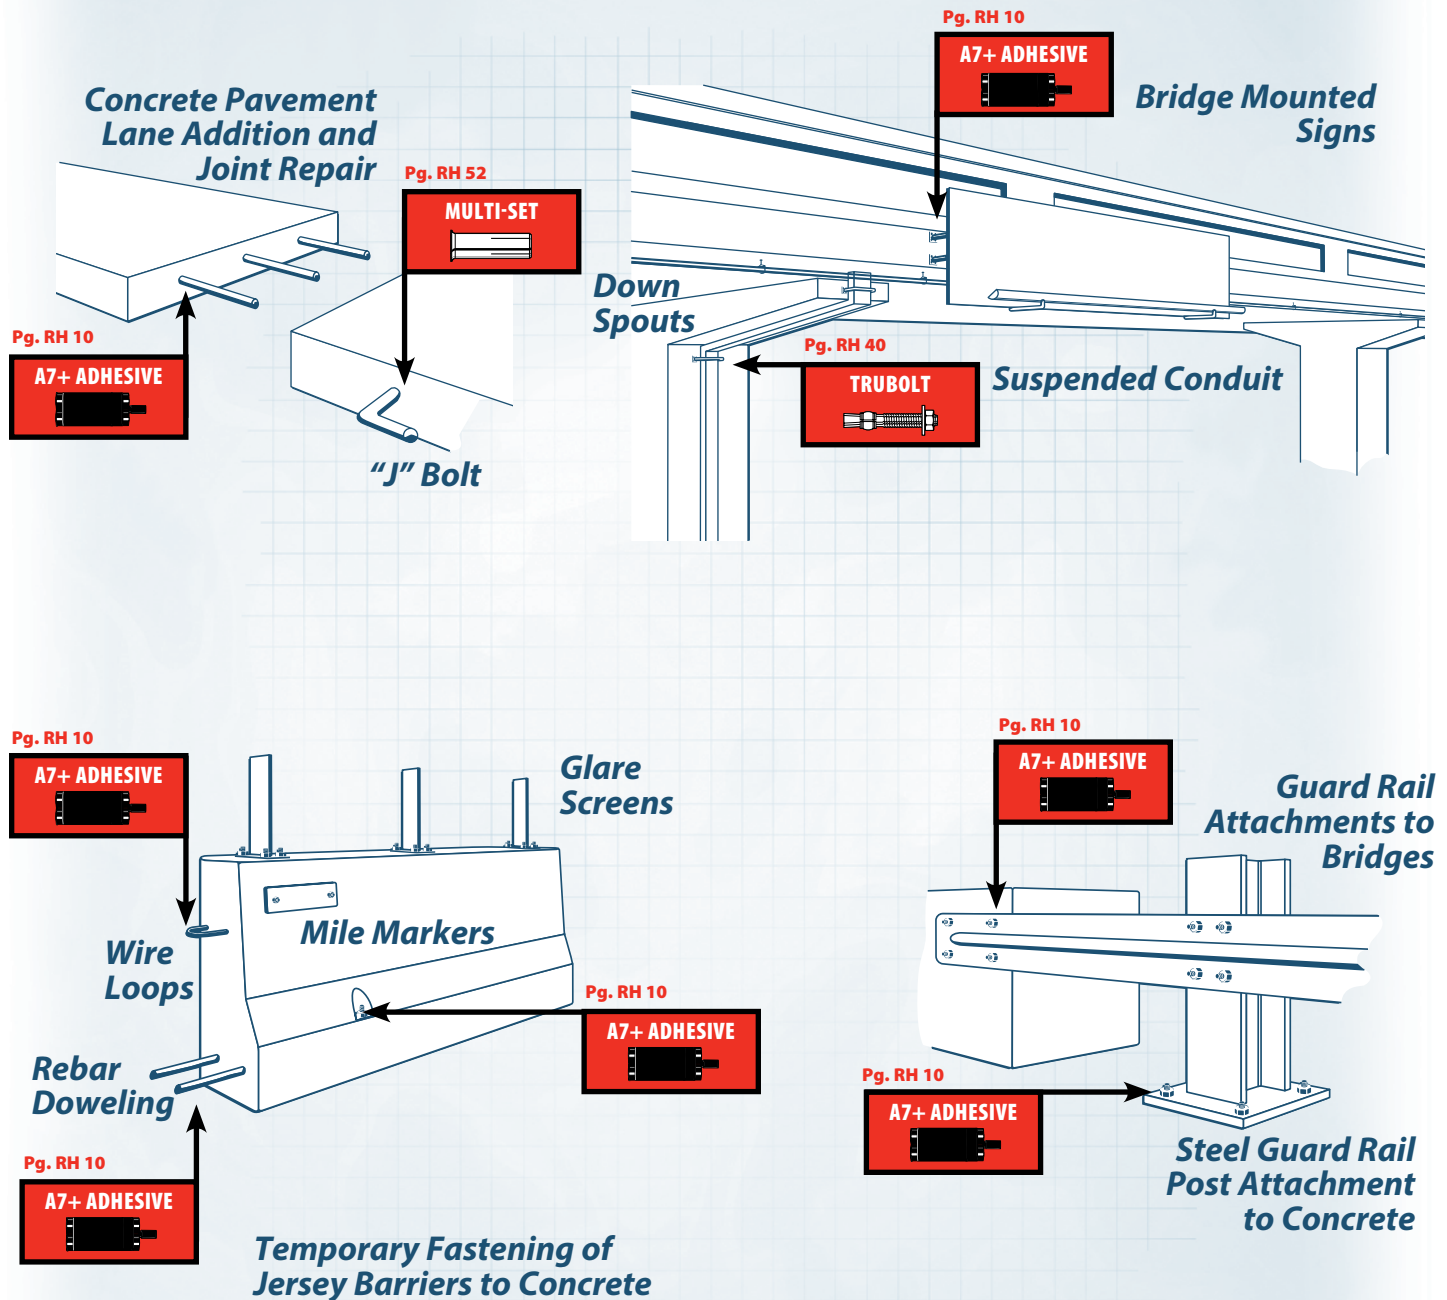 Pg. RH 10
A7+ ADHESIVE
Bridge Mounted
Signs
Concrete Pavement
Lane Addition and
Joint Repair
Pg. RH 52
MULTI-SET
Down
Spouts
Pg. RH 10
A7+ ADHESIVE
Pg. RH 40
TRUBOLT
Suspended Conduit
“J” Bolt
Pg. RH 10
A7+ ADHESIVE
Glare
Screens
Pg. RH 10
A7+ ADHESIVE
Guard Rail
Attachments to
Bridges
Mile Markers
Wire
Loops
Pg. RH 10
A7+ ADHESIVE
Rebar
Doweling
Pg. RH 10
A7+ ADHESIVE
Pg. RH 10
A7+ ADHESIVE
Steel Guard Rail
Post Attachment
to Concrete
Temporary Fastening of
Jersey Barriers to Concrete